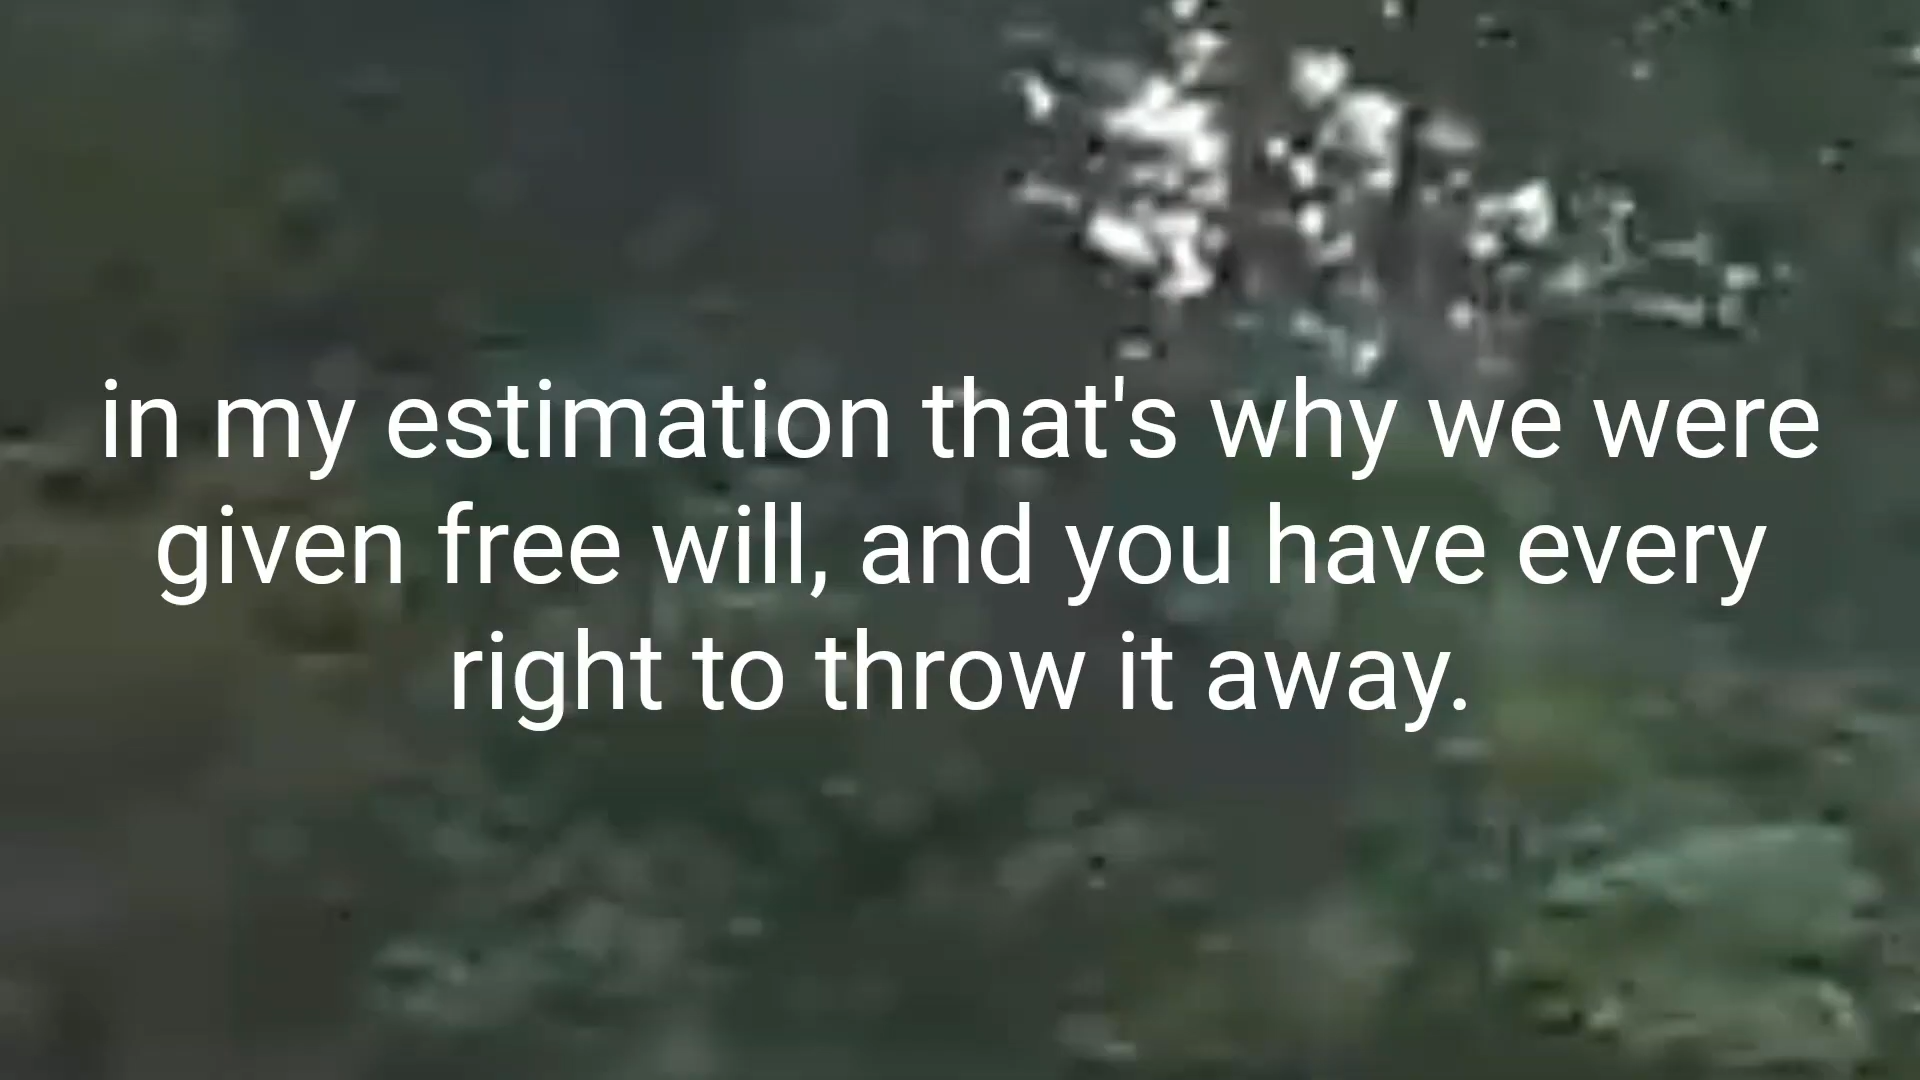 in my estimation that's why we were
given free will, and you have every
right to throw it away.